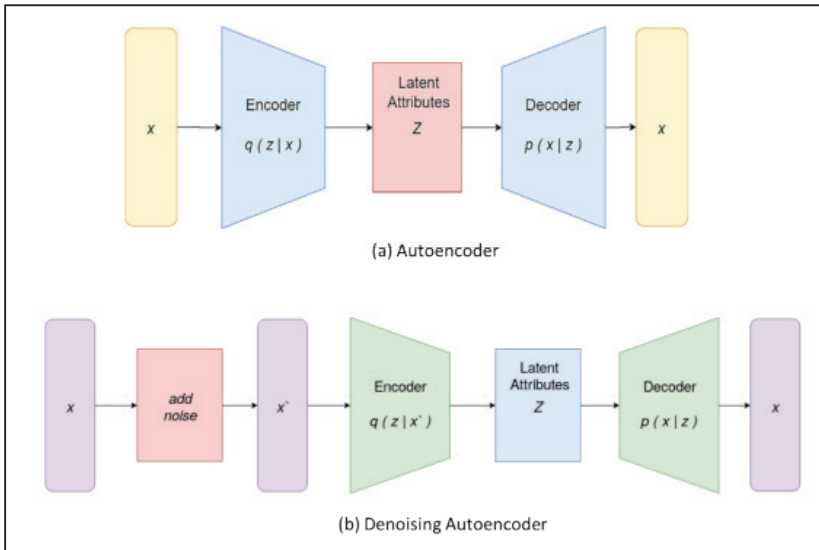 x
Encoder
q ( z | x )
Latent
Attributes
Z
Decoder
p ( x | z )
x
(a) Autoencoder
x
add
noise
x`
Encoder
q ( z | x` )
Latent
Attributes
Z
Decoder
p ( x | z )
x
(b) Denoising Autoencoder